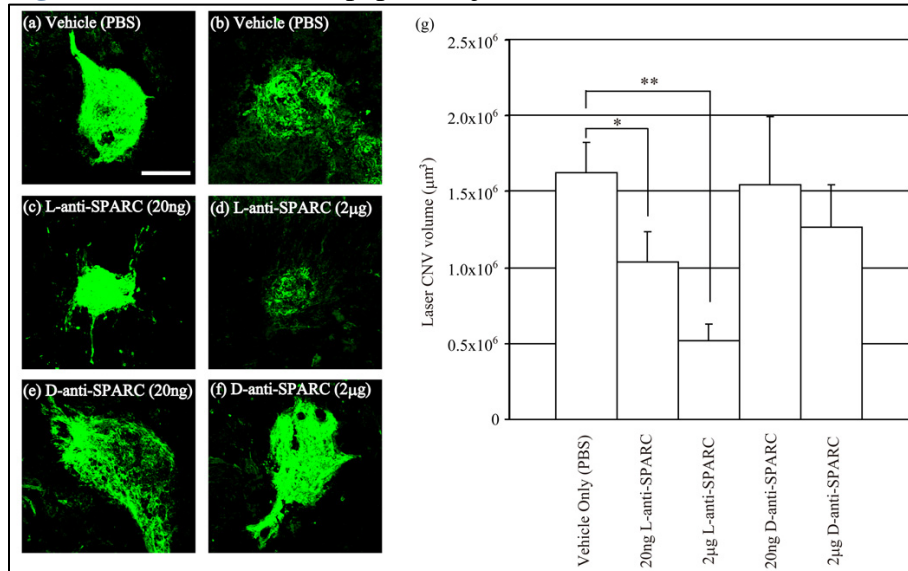 (a) Vehicle (PBS)
(b) Vehicle (PBS)
(c) L-anti-SPARC (20ng)
(d) L-anti-SPARC (2µg)
(e) D-anti-SPARC (20ng)
(f) D-anti-SPARC (2µg)
(g)
Laser CNV volume (µm³)
2.5x10⁶
2.0x10⁶
1.5x10⁶
1.0x10⁶
0.5x10⁶
0
**
*
Vehicle Only (PBS)
20ng L-anti-SPARC
2µg L-anti-SPARC
20ng D-anti-SPARC
2µg D-anti-SPARC